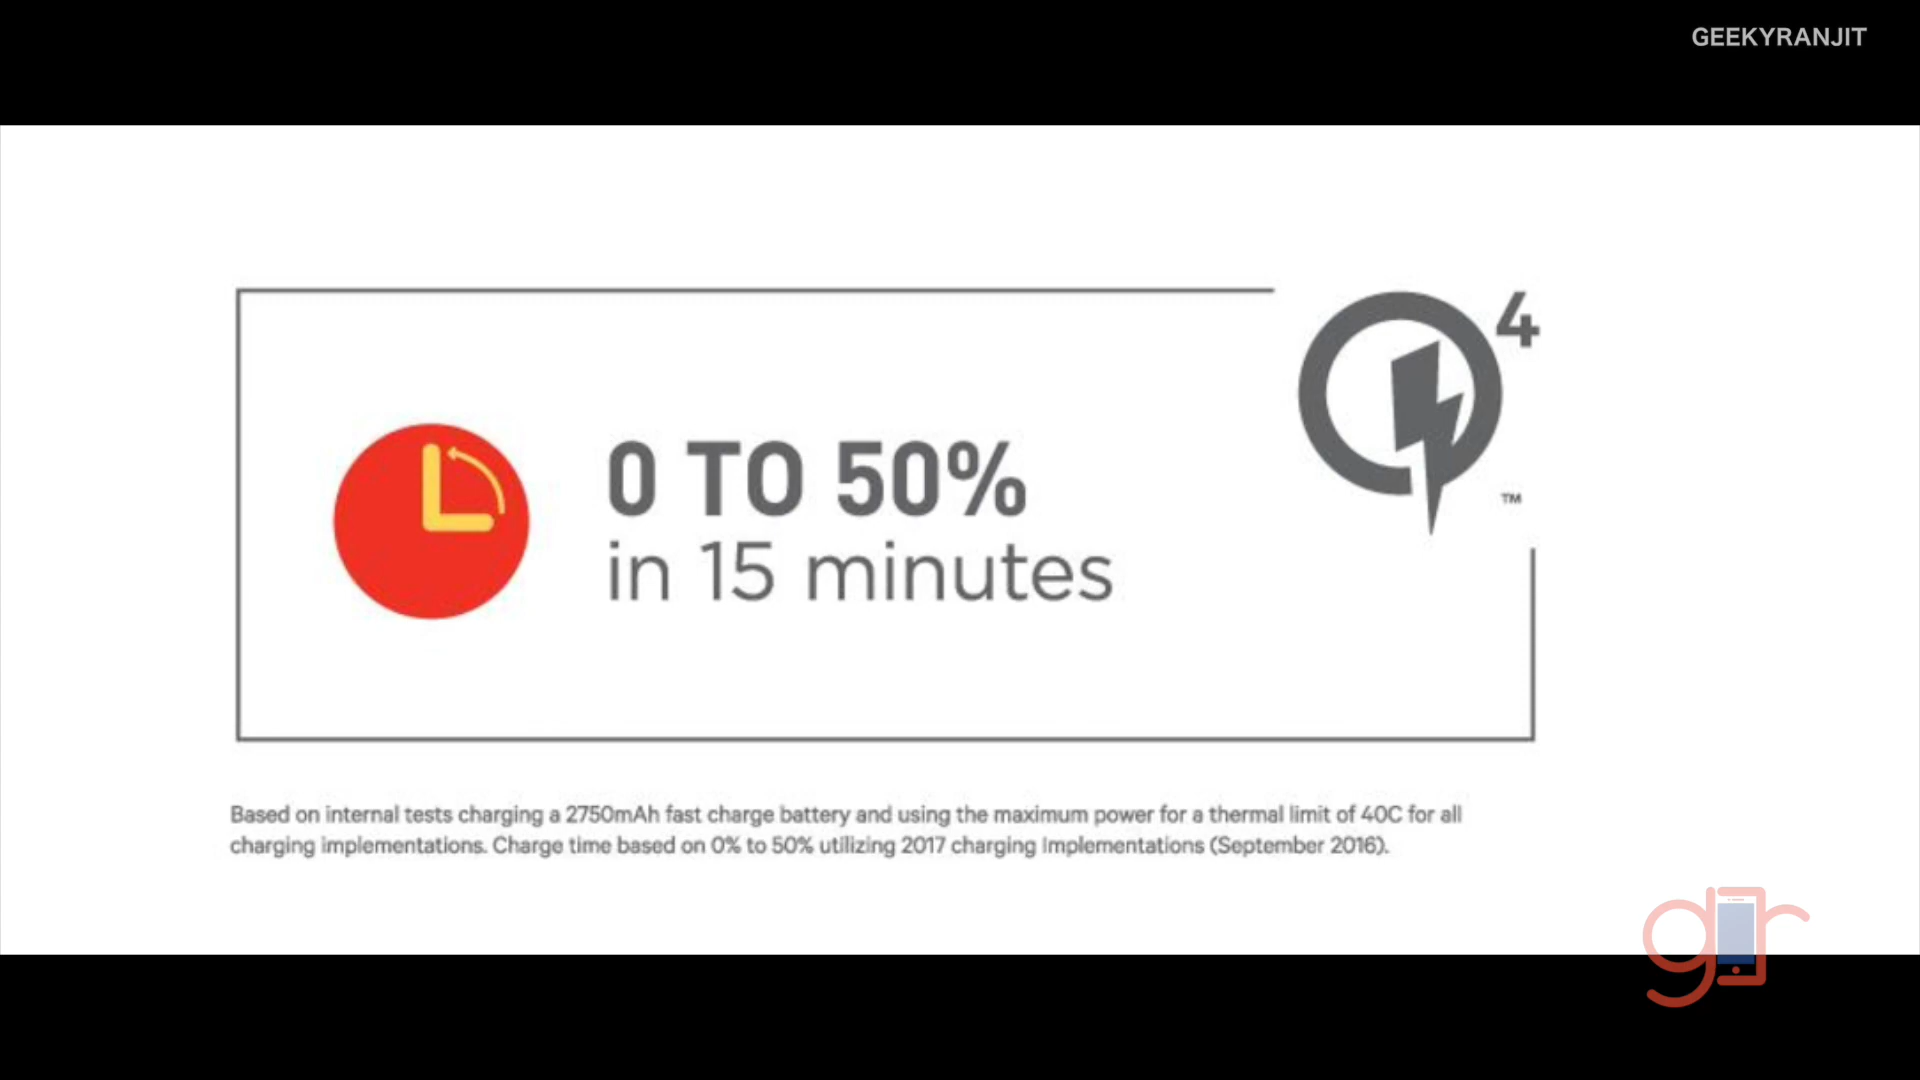 GEEKYRANJIT
4
0 TO 50%
in 15 minutes
TM
Based on internal tests charging a 2750mAh fast charge battery and using the maximum power for a thermal limit of 40C for all
charging implementations. Charge time based on 0% to 50% utilizing 2017 charging Implementations (September 2016).
gr